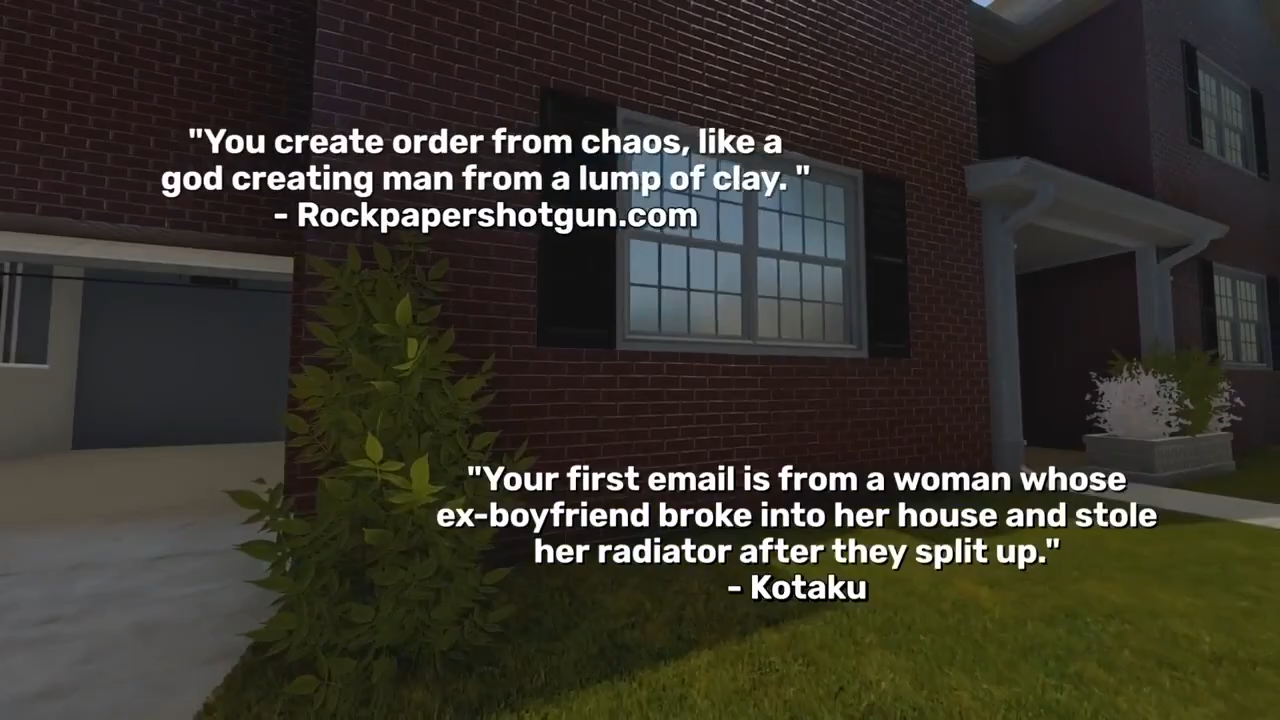 "You create order from chaos, like a
god creating man from a lump of clay. "
- Rockpapershotgun.com
"Your first email is from a woman whose
ex-boyfriend broke into her house and stole
her radiator after they split up."
- Kotaku